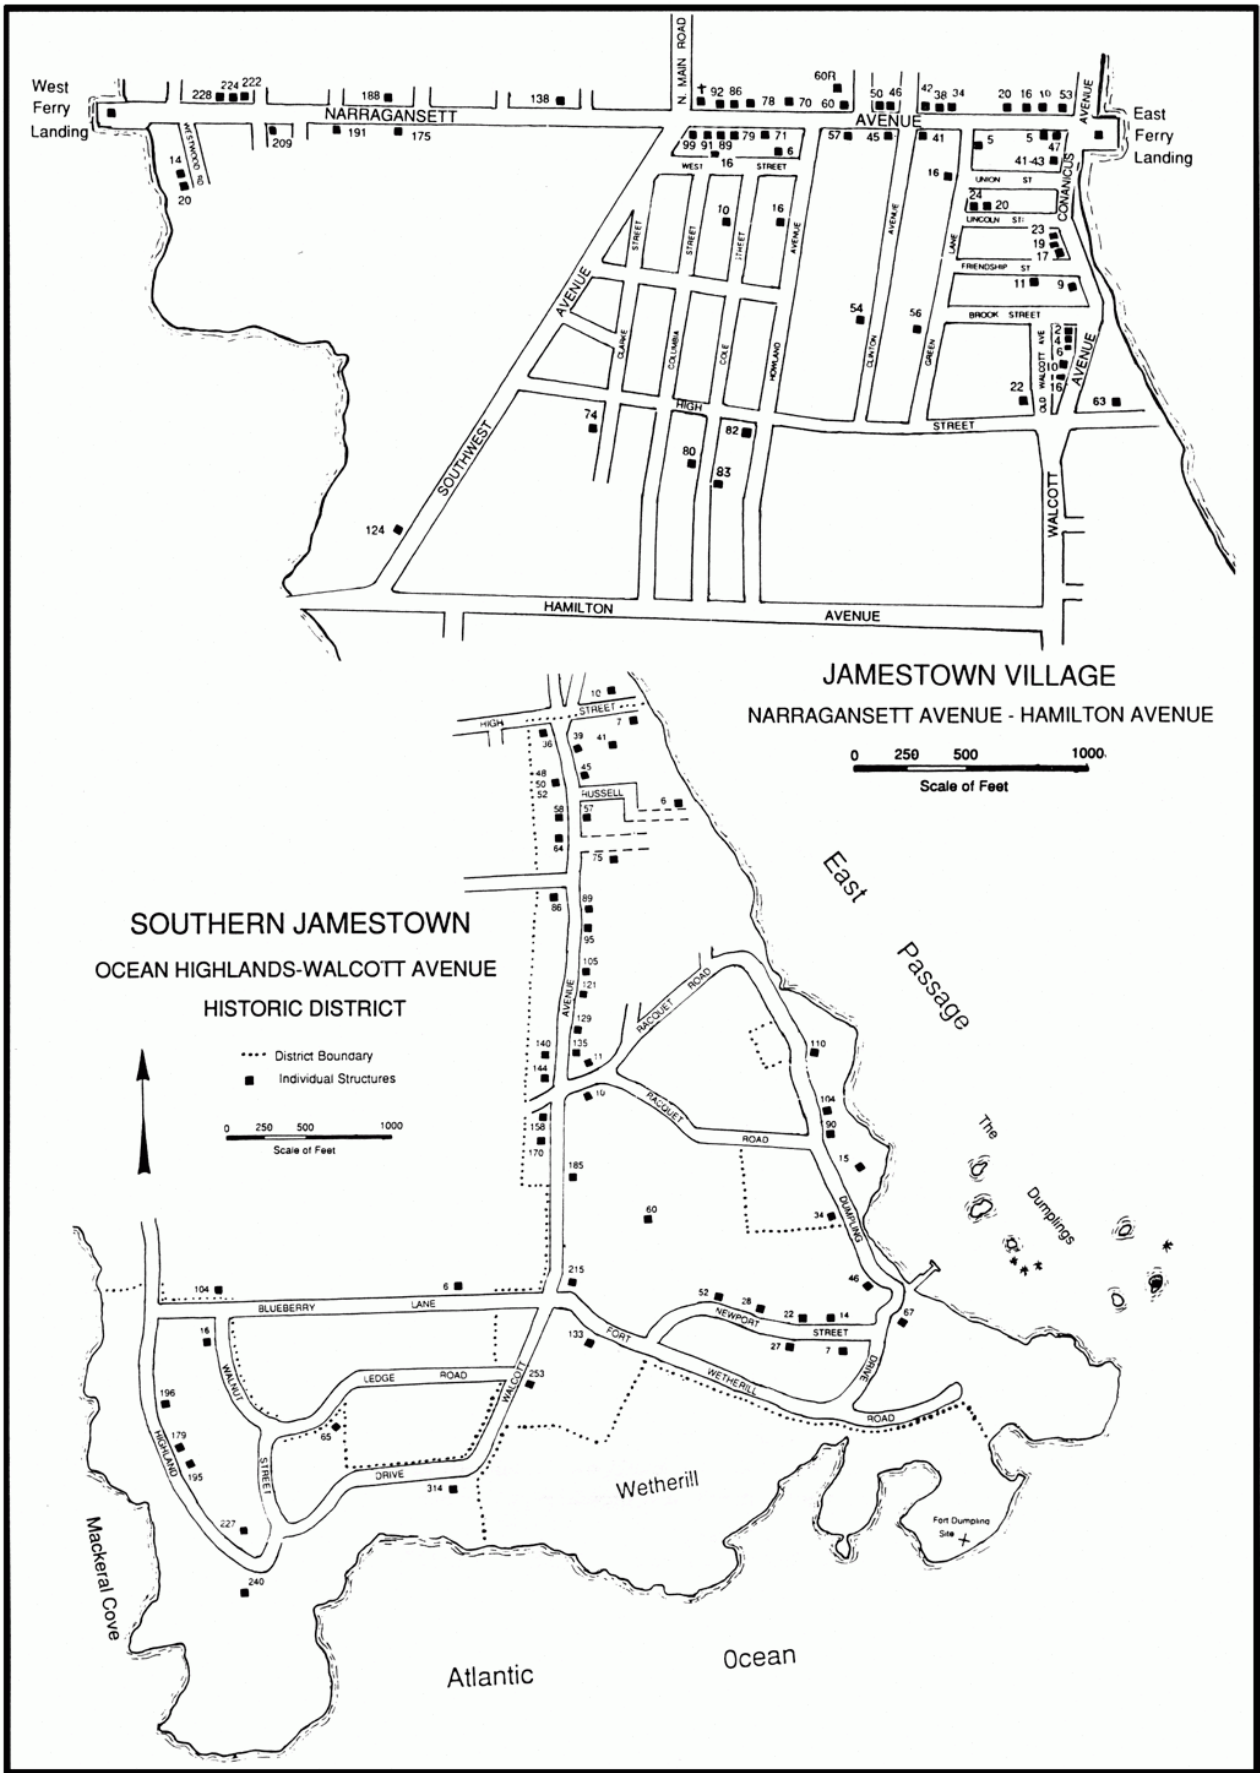 N. MAIN ROAD
West
Ferry
Landing
228 224 222
188
138
92 86 78 70 60R 60
50 46
42 38 34
20 16 10 53
AVENUE
East
Ferry
Landing
NARRAGANSETT
AVENUE
WESTWOOD RD
14
20
209
191
175
99 91 89 79 71
6
57 45 41
5 5 47
41-43
WEST 16 STREET
16
UNION ST
CONANICUS
24 20
LINCOLN ST
10
16
STREET
STREET
STREET
AVENUE
AVENUE
LANE
23
19
17
FRIENDSHIP ST
11 9
BROOK STREET
AVENUE
54
56
CLARKE
COLUMBIA
COLE
HOWLAND
CLINTON
GREEN
OLD WALCOTT AVE
2
4
6
10
16
AVENUE
22
63
HIGH
STREET
74
82
80
83
SOUTHWEST
WALCOTT
124
HAMILTON
AVENUE
JAMESTOWN VILLAGE
NARRAGANSETT AVENUE - HAMILTON AVENUE
0 250 500 1000
Scale of Feet
10
HIGH
STREET
7
36
39
41
48
50
52
45
RUSSELL
6
58
57
64
75
86
89
95
105
AVENUE
121
129
140
135
11
144
10
158
170
185
60
215
RACQUET ROAD
RACQUET
ROAD
110
104
90
15
34
DUMPLING
46
67
East
Passage
The
Dumplings
SOUTHERN JAMESTOWN
OCEAN HIGHLANDS-WALCOTT AVENUE
HISTORIC DISTRICT
District Boundary
Individual Structures
0 250 500 1000
Scale of Feet
104
6
BLUEBERRY
LANE
16
WALNUT
LEDGE ROAD
WALCOTT
253
133
FORT
WETHERILL
ROAD
52
28
22
14
NEWPORT
STREET
27
7
DRIVE
196
179
195
HIGHLAND
65
STREET
DRIVE
314
227
240
Wetherill
Fort Dumpling
Site
Mackeral Cove
Atlantic
Ocean